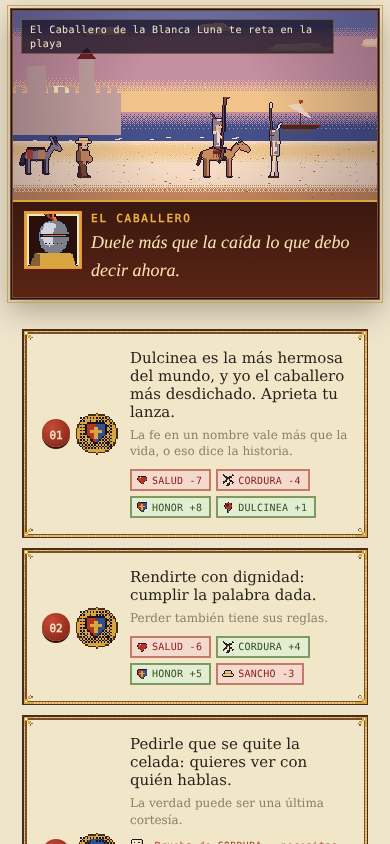 El Caballero de la Blanca Luna te reta en la
playa
EL CABALLERO
Duele más que la caída lo que debo
decir ahora.
Dulcinea es la más hermosa
del mundo, y yo el caballero
más desdichado. Aprieta tu
lanza.
01
La fe en un nombre vale más que la
vida, o eso dice la historia.
SALUD -7 CORDURA -4
HONOR +8 DULCINEA +1
Rendirte con dignidad:
cumplir la palabra dada.
02
Perder también tiene sus reglas.
SALUD -6 CORDURA +4
HONOR +5 SANCHO -3
Pedirle que se quite la
celada: quieres ver con
quién hablas.
La verdad puede ser una última
cortesía.